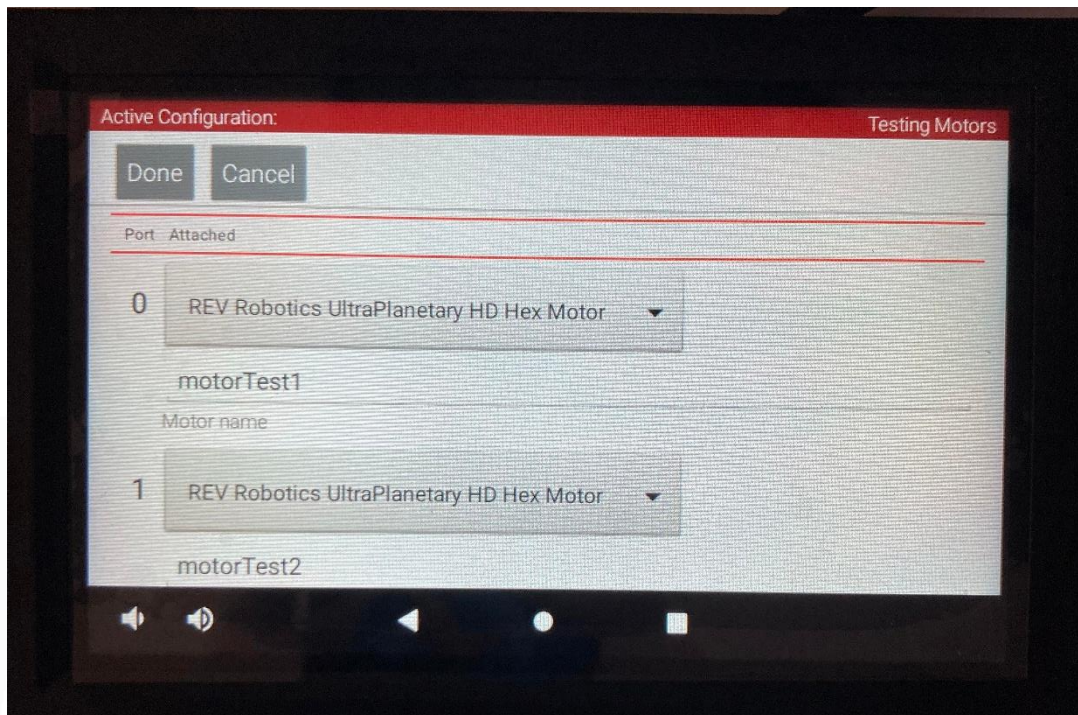 Active Configuration:
Testing Motors
Done Cancel
Port Attached
0 REV Robotics UltraPlanetary HD Hex Motor
motorTest1
Motor name
1 REV Robotics UltraPlanetary HD Hex Motor
motorTest2